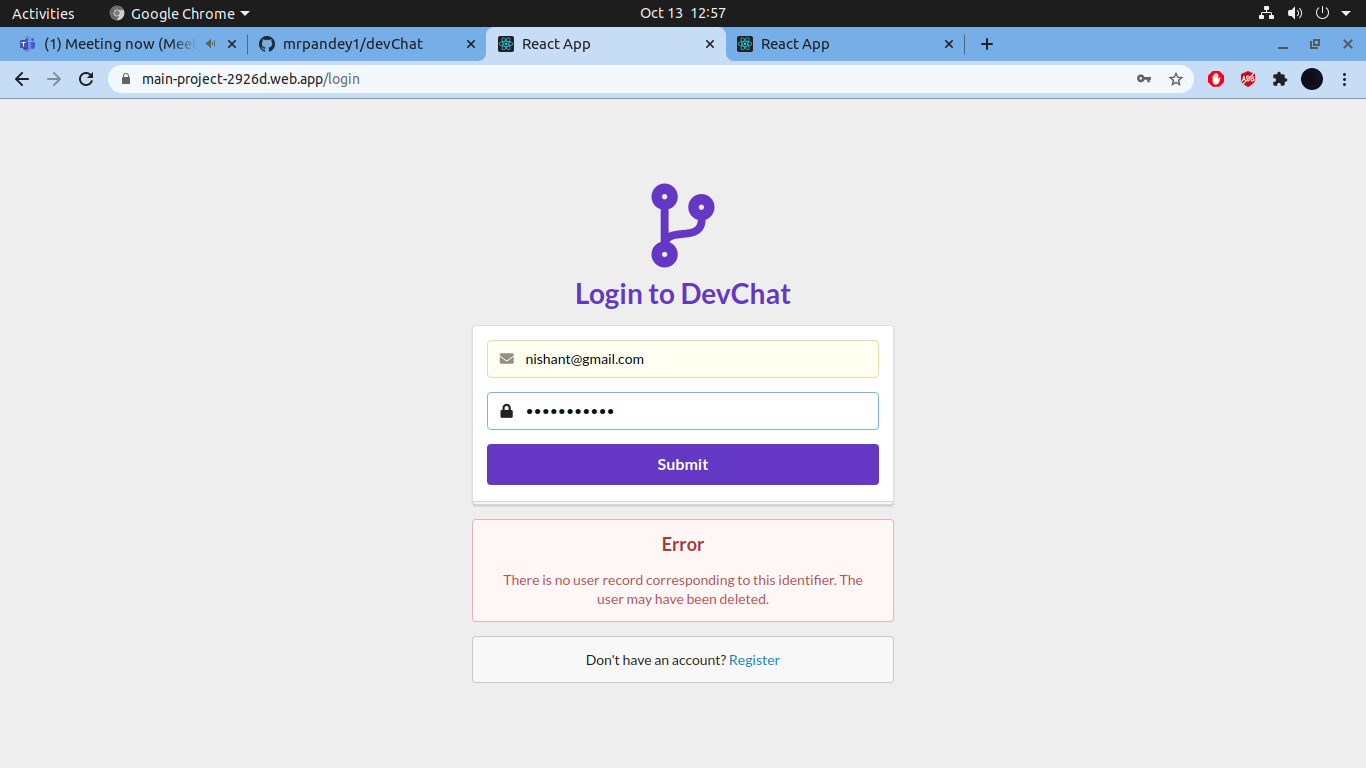 Activities
Google Chrome
Oct 13 12:57
(1) Meeting now (Meet
mrpandey1/devChat
React App
React App
main-project-2926d.web.app/login
Login to DevChat
nishant@gmail.com
•••••••••••
Submit
Error
There is no user record corresponding to this identifier. The
user may have been deleted.
Don't have an account? Register